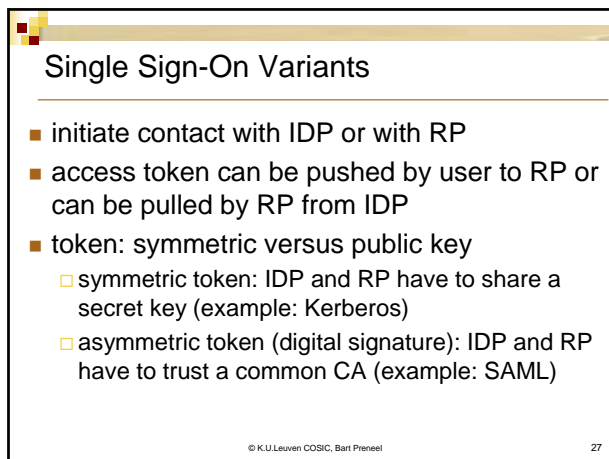 Single Sign-On Variants
■ initiate contact with IDP or with RP
■ access token can be pushed by user to RP or
can be pulled by RP from IDP
■ token: symmetric versus public key
□ symmetric token: IDP and RP have to share a
secret key (example: Kerberos)
□ asymmetric token (digital signature): IDP and RP
have to trust a common CA (example: SAML)
© K.U.Leuven COSIC, Bart Preneel
27